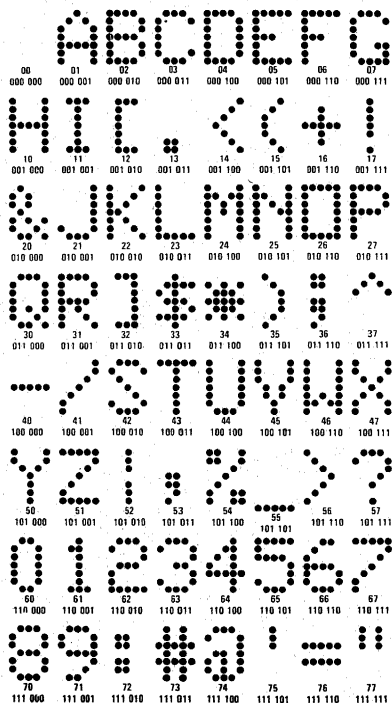 A B C D E F G
00 01 02 03 04 05 06 07
000 000 000 001 000 010 000 011 000 100 000 101 000 110 000 111
H I [ . < ( + !
10 11 12 13 14 15 16 17
001 000 001 001 001 010 001 011 001 100 001 101 001 110 001 111
& J K L M N O P
20 21 22 23 24 25 26 27
010 000 010 001 010 010 010 011 010 100 010 101 010 110 010 111
Q R ] $ * ) ; ^
30 31 32 33 34 35 36 37
011 000 011 001 011 010 011 011 011 100 011 101 011 110 011 111
- / S T U V W X
40 41 42 43 44 45 46 47
100 000 100 001 100 010 100 011 100 100 100 101 100 110 100 111
Y Z | , % _ > ?
50 51 52 53 54 55 56 57
101 000 101 001 101 010 101 011 101 100 101 101 101 110 101 111
0 1 2 3 4 5 6 7
60 61 62 63 64 65 66 67
110 000 110 001 110 010 110 011 110 100 110 101 110 110 110 111
8 9 : # @ ' = "
70 71 72 73 74 75 76 77
111 000 111 001 111 010 111 011 111 100 111 101 111 110 111 111